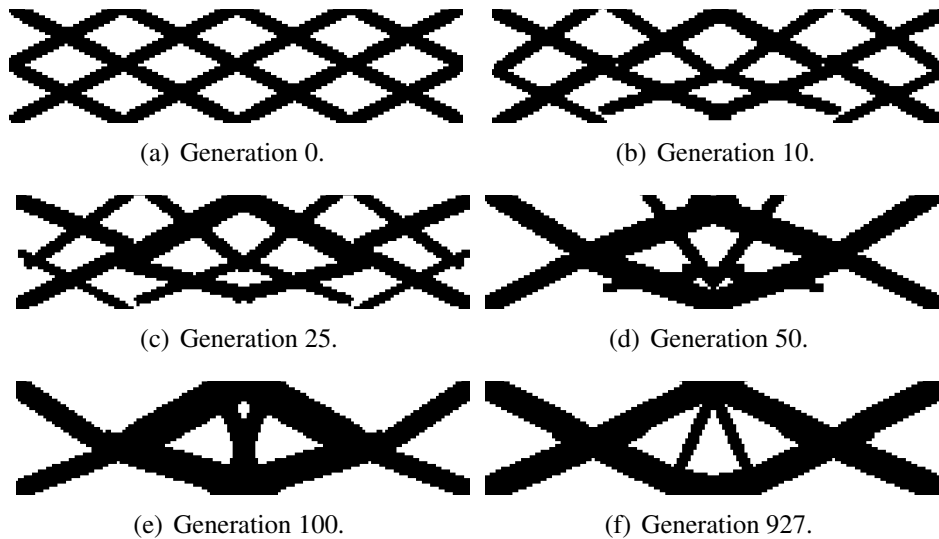 (a) Generation 0.
(b) Generation 10.
(c) Generation 25.
(d) Generation 50.
(e) Generation 100.
(f) Generation 927.